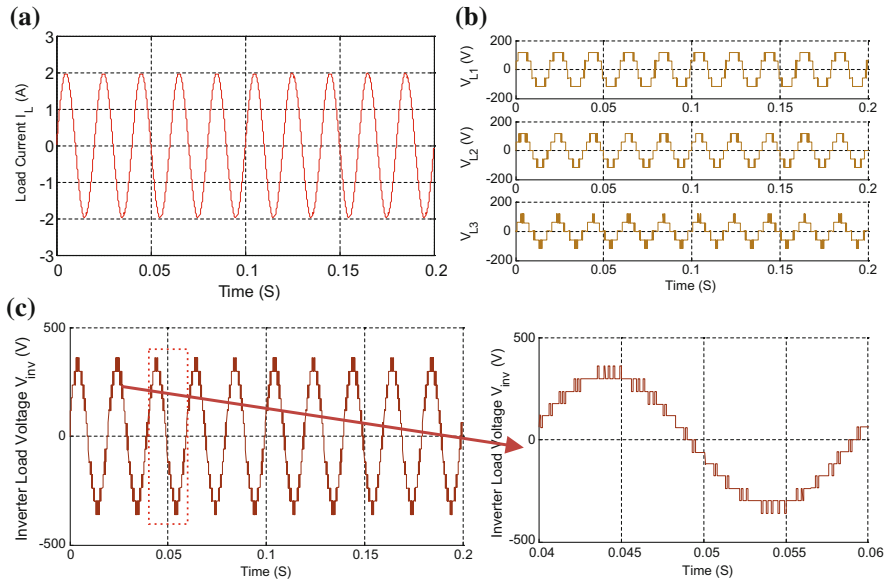 (a)
3
2
1
0
-1
-2
-3
Load Current I_L (A)
0 0.05 0.1 0.15 0.2
Time (S)
(b)
200
0
-200
V_L1 (V)
0 0.05 0.1 0.15 0.2
200
0
-200
V_L2 (V)
0 0.05 0.1 0.15 0.2
200
0
-200
V_L3 (V)
0 0.05 0.1 0.15 0.2
Time (S)
(c)
500
0
-500
Inverter Load Voltage V_inv (V)
0 0.05 0.1 0.15 0.2
Time (S)
500
0
-500
Inverter Load Voltage V_inv (V)
0.04 0.045 0.05 0.055 0.06
Time (S)